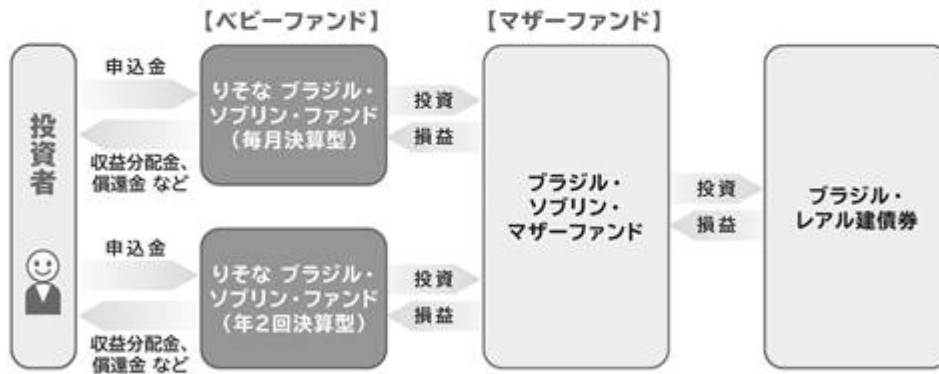 【ベビーファンド】
【マザーファンド】
投資者
申込金
収益分配金、
償還金 など
りそな ブラジル・
ソブリン・ファンド
（毎月決算型）
投資
損益
申込金
収益分配金、
償還金 など
りそな ブラジル・
ソブリン・ファンド
（年2回決算型）
投資
損益
ブラジル・
ソブリン・
マザーファンド
投資
損益
ブラジル・
レアル建債券